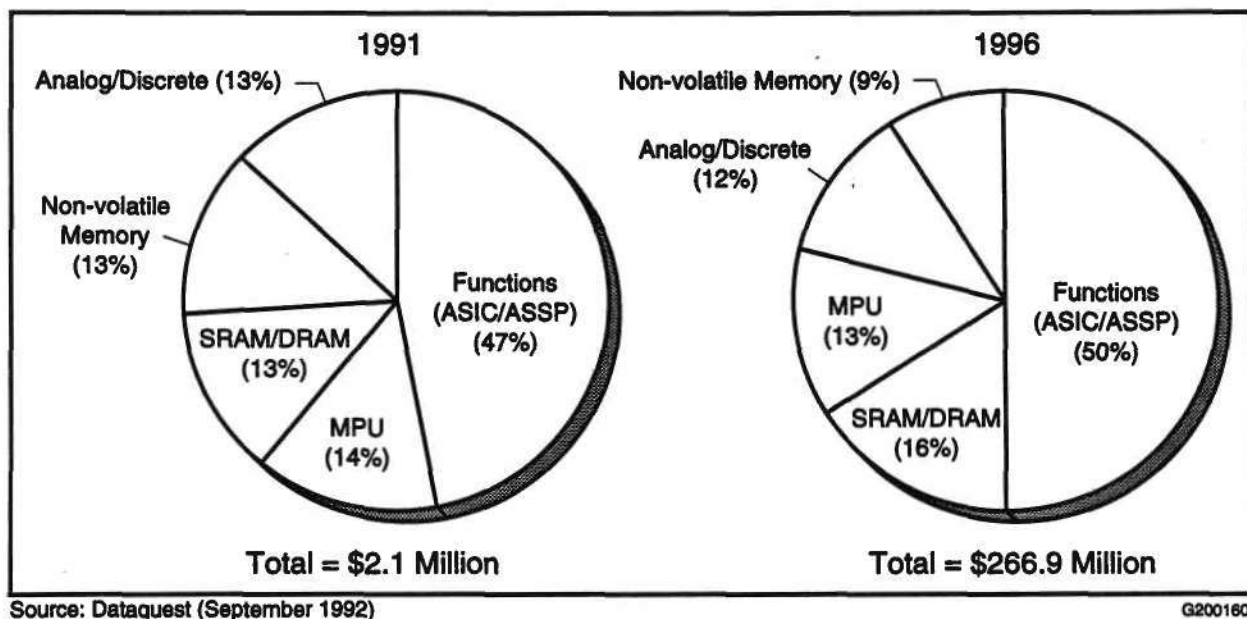 1991
Analog/Discrete (13%)
Non-volatile
Memory
(13%)
SRAM/DRAM
(13%)
MPU
(14%)
Functions
(ASIC/ASSP)
(47%)
Total = $2.1 Million
1996
Non-volatile Memory (9%)
Analog/Discrete
(12%)
MPU
(13%)
SRAM/DRAM
(16%)
Functions
(ASIC/ASSP)
(50%)
Total = $266.9 Million
Source: Dataquest (September 1992)
G200160